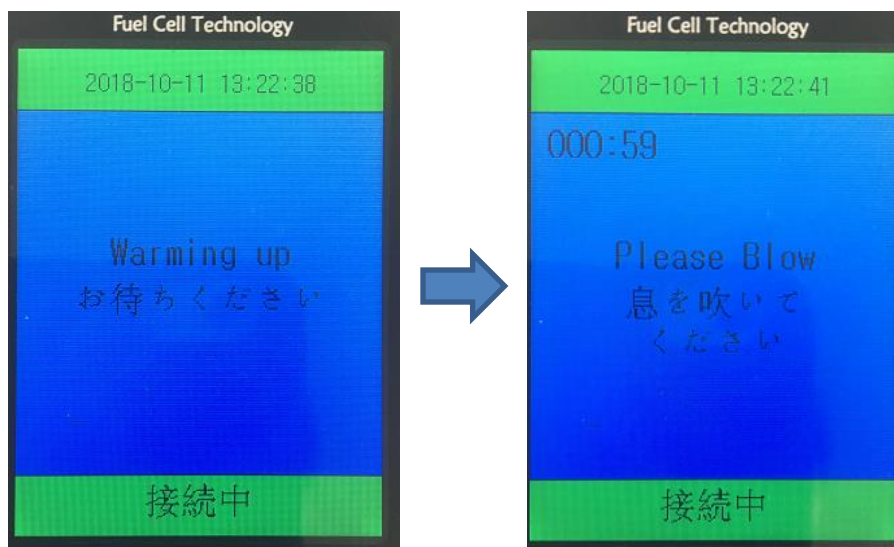 Fuel Cell Technology
2018-10-11 13:22:38
Warming up
お待ちください
接続中
Fuel Cell Technology
2018-10-11 13:22:41
000:59
Please Blow
息を吹いて
ください
接続中